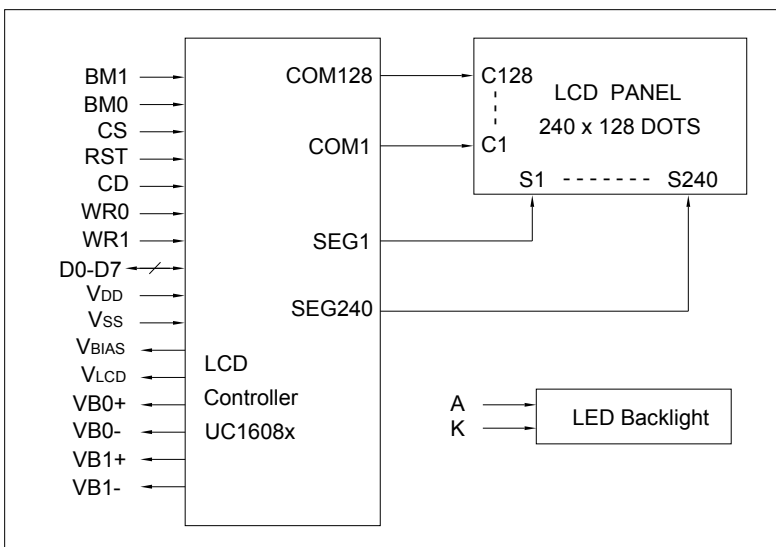 BM1
BM0
CS
RST
CD
WR0
WR1
D0-D7
VDD
VSS
VBIAS
VLCD
VB0+
VB0-
VB1+
VB1-
COM128
COM1
SEG1
SEG240
LCD
Controller
UC1608x
C128
C1
LCD PANEL
240 x 128 DOTS
S1 ------- S240
A
K
LED Backlight